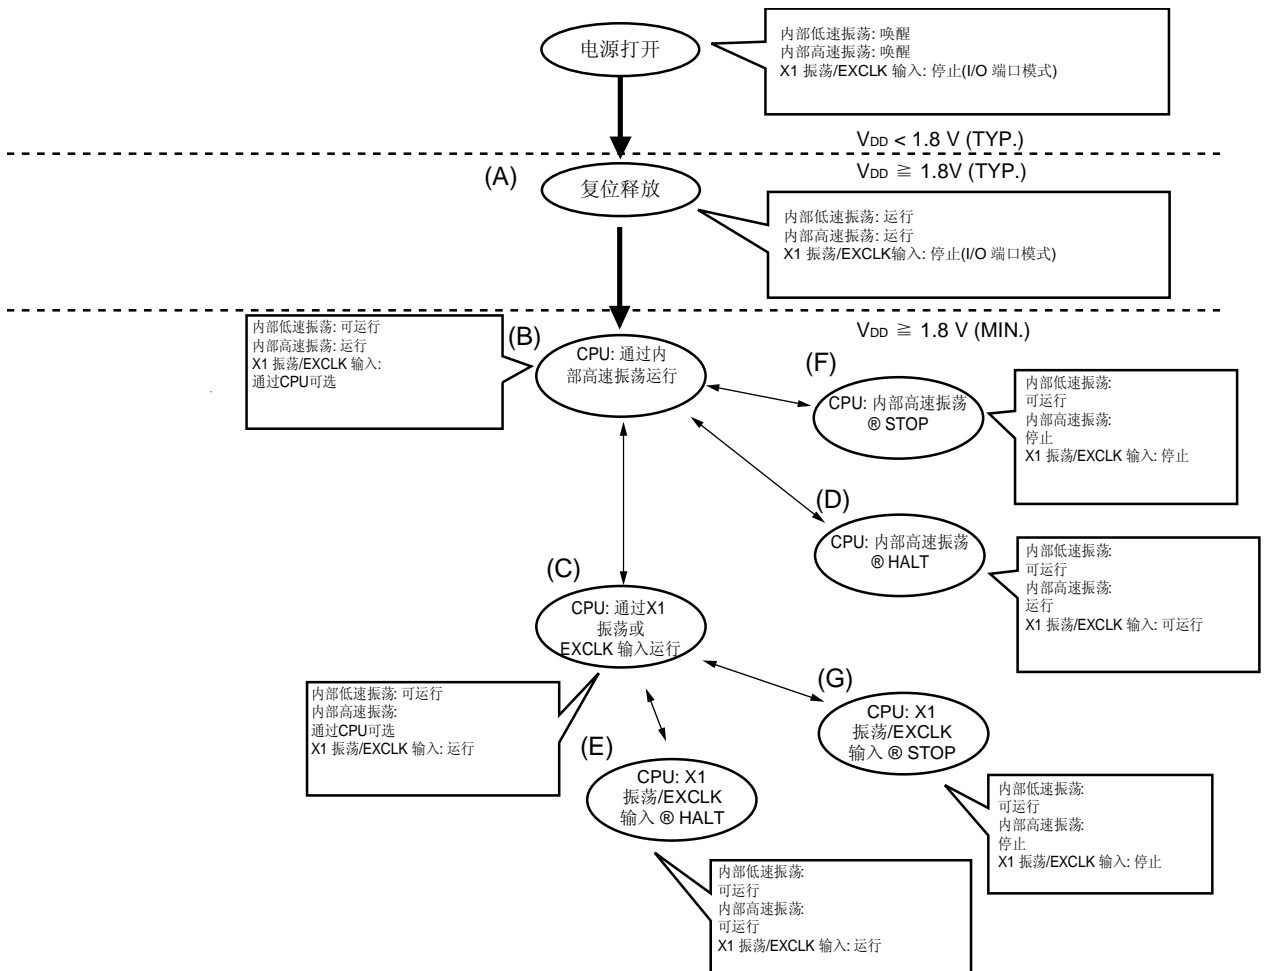 电源打开
内部低速振荡: 唤醒
内部高速振荡: 唤醒
X1 振荡/EXCLK 输入: 停止(I/O 端口模式)
VDD < 1.8 V (TYP.)
(A)
复位释放
VDD ≧ 1.8V (TYP.)
内部低速振荡: 运行
内部高速振荡: 运行
X1 振荡/EXCLK输入: 停止(I/O 端口模式)
VDD ≧ 1.8 V (MIN.)
内部低速振荡: 可运行
内部高速振荡: 运行
X1 振荡/EXCLK 输入:
通过CPU可选
(B)
CPU: 通过内
部高速振荡运行
(F)
CPU: 内部高速振荡
® STOP
内部低速振荡:
可运行
内部高速振荡:
停止
X1 振荡/EXCLK 输入: 停止
(D)
CPU: 内部高速振荡
® HALT
内部低速振荡:
可运行
内部高速振荡:
运行
X1 振荡/EXCLK 输入: 可运行
(C)
CPU: 通过X1
振荡或
EXCLK 输入运行
内部低速振荡: 可运行
内部高速振荡:
通过CPU可选
X1 振荡/EXCLK 输入: 运行
(G)
CPU: X1
振荡/EXCLK
输入 ® STOP
内部低速振荡:
可运行
内部高速振荡:
停止
X1 振荡/EXCLK 输入: 停止
(E)
CPU: X1
振荡/EXCLK
输入 ® HALT
内部低速振荡:
可运行
内部高速振荡:
可运行
X1 振荡/EXCLK 输入: 运行